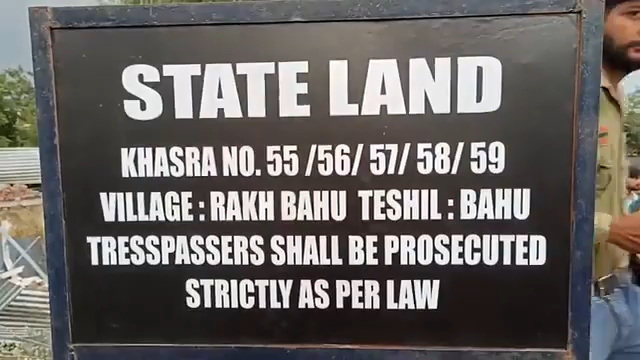 STATE LAND
KHASRA NO. 55 /56/ 57/ 58/ 59
VILLAGE : RAKH BAHU TESHIL : BAHU
TRESSPASSERS SHALL BE PROSECUTED
STRICTLY AS PER LAW